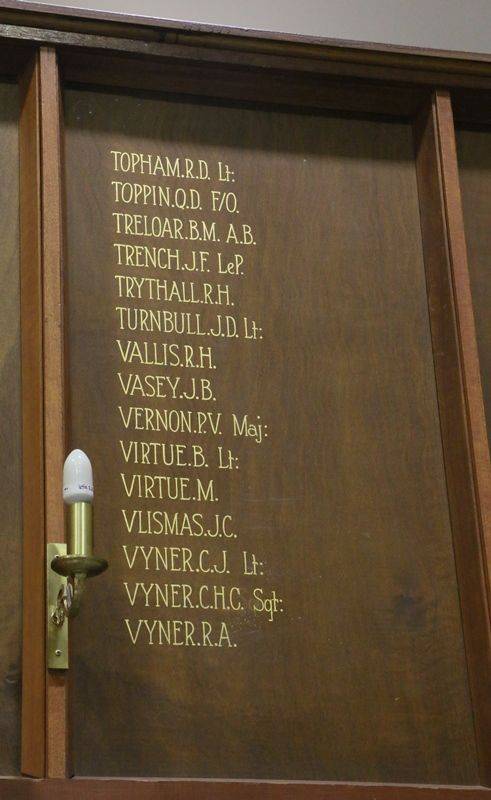 TOPHAM.R.D. Lt:
TOPPIN.Q.D. F/O.
TRELOAR.B.M. A.B.
TRENCH.J.F. LeP.
TRYTHALL.R.H.
TURNBULL.J.D. Lt:
VALLIS.R.H.
VASEY.J.B.
VERNON.P.V. Maj:
VIRTUE.B. Lt:
VIRTUE.M.
VLISMAS.J.C.
VYNER.C.J. Lt:
VYNER.C.H.C. Sgt:
VYNER.R.A.